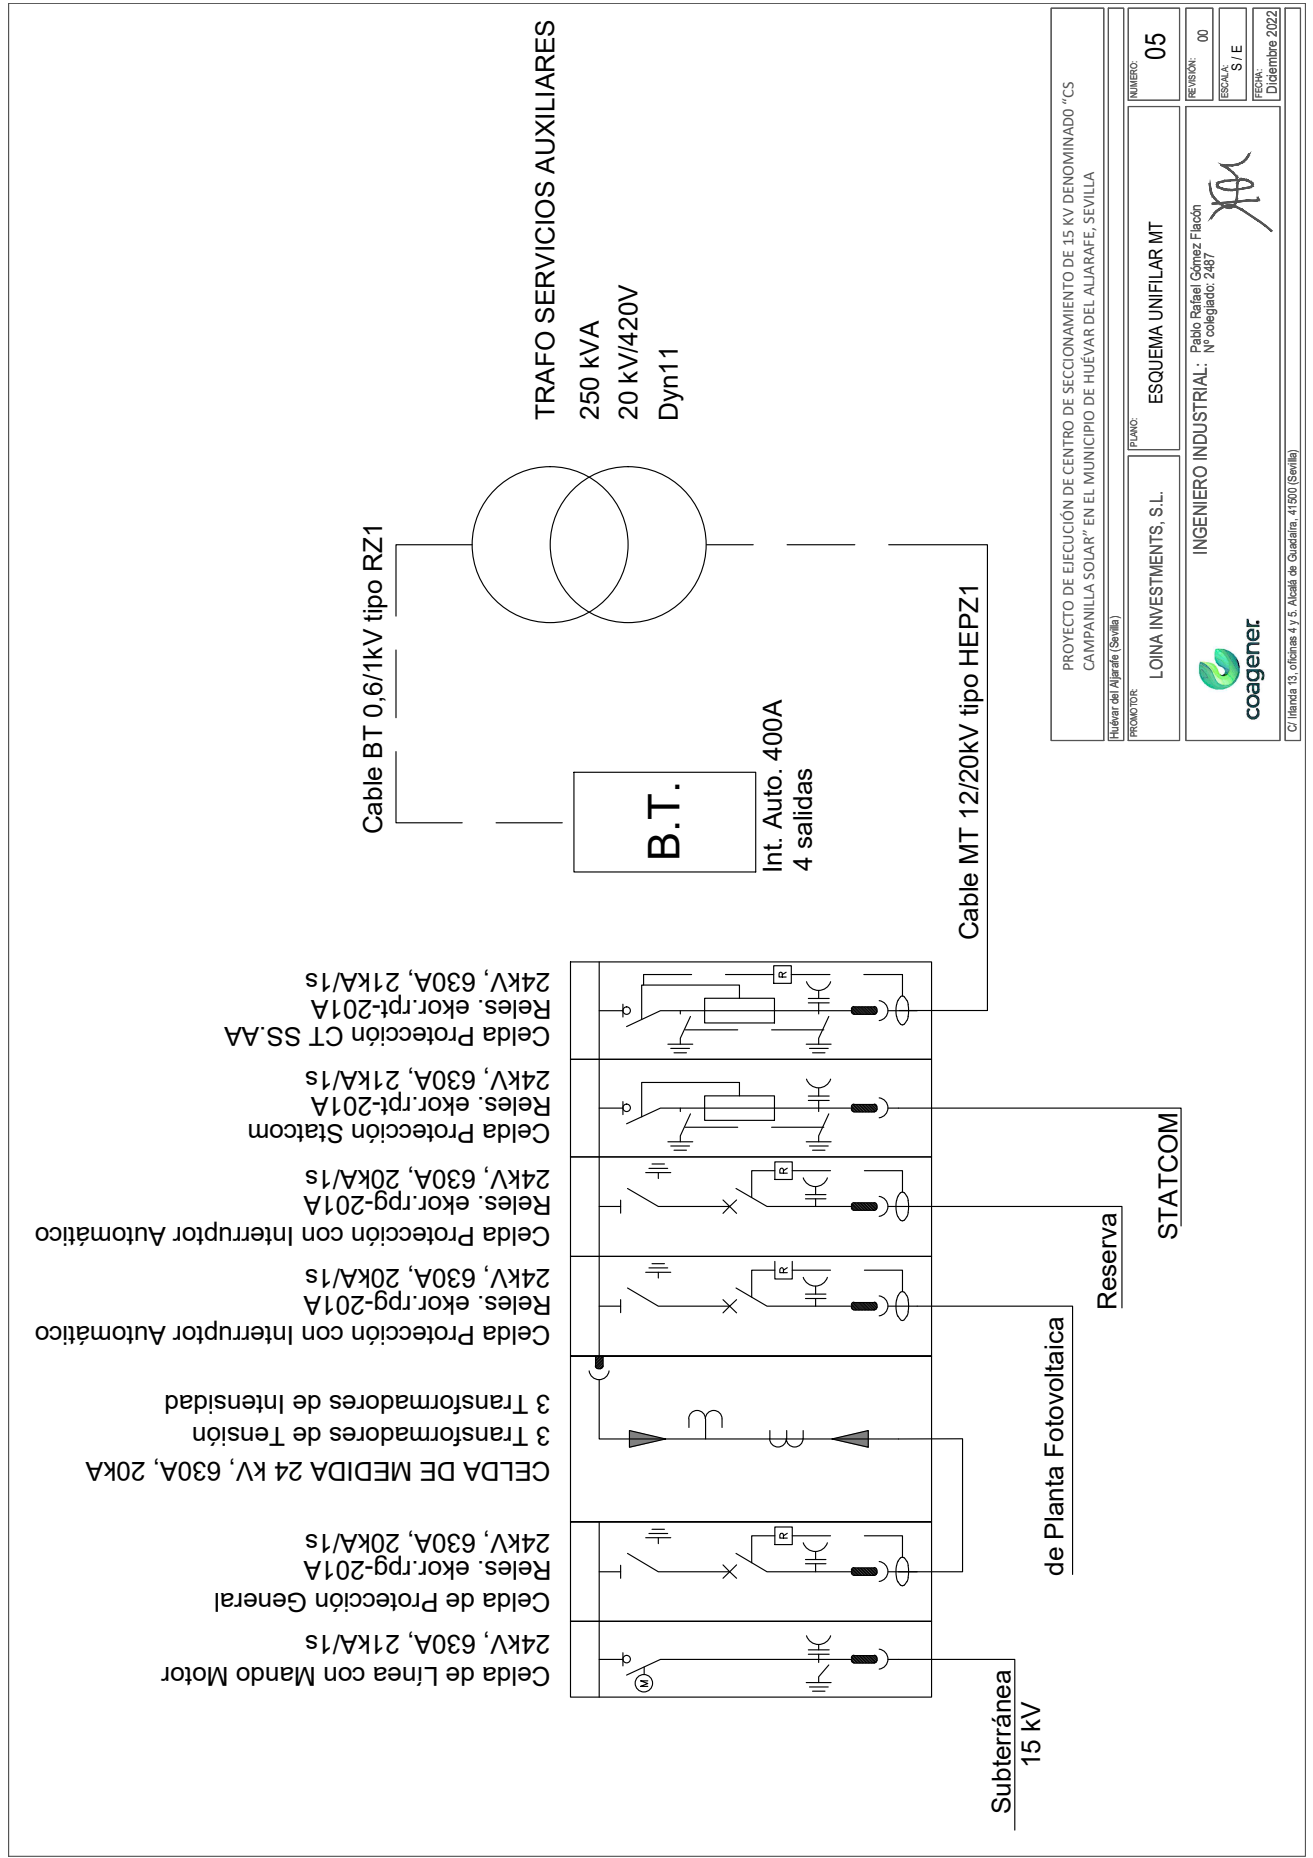 Celda de Línea con Mando Motor
24kV, 630A, 21kA/1s
Celda de Protección General
Reles. ekor.rpg-201A
24kV, 630A, 20kA/1s
CELDA DE MEDIDA 24 kV, 630A, 20kA
3 Transformadores de Tensión
3 Transformadores de Intensidad
Celda Protección con Interruptor Automático
Reles. ekor.rpg-201A
24kV, 630A, 20kA/1s
Celda Protección con Interruptor Automático
Reles. ekor.rpg-201A
24kV, 630A, 20kA/1s
Celda Protección Statcom
Reles. ekor.rpt-201A
24kV, 630A, 21kA/1s
Celda Protección CT SS.AA
Reles. ekor.rpt-201A
24kV, 630A, 21kA/1s
M
R
R
R
R
Subterránea
15 kV
de Planta Fotovoltaica
Reserva
STATCOM
Cable MT 12/20kV tipo HEPZ1
Cable BT 0,6/1kV tipo RZ1
B.T.
Int. Auto. 400A
4 salidas
TRAFO SERVICIOS AUXILIARES
250 kVA
20 kV/420V
Dyn11
PROYECTO DE EJECUCIÓN DE CENTRO DE SECCIONAMIENTO DE 15 KV DENOMINADO "CS
CAMPANILLA SOLAR" EN EL MUNICIPIO DE HUÉVAR DEL ALJARAFE, SEVILLA
Huévar del Aljarafe (Sevilla)
PROMOTOR:
LOINA INVESTMENTS, S.L.
PLANO:
ESQUEMA UNIFILAR MT
NUMERO:
05
coagener.
INGENIERO INDUSTRIAL:
Pablo Rafael Gómez Flacón
Nº colegiado: 2487
REVISIÓN:
00
ESCALA:
S / E
FECHA:
Diciembre 2022
C/ Irlanda 13, oficinas 4 y 5. Alcalá de Guadaíra, 41500 (Sevilla)